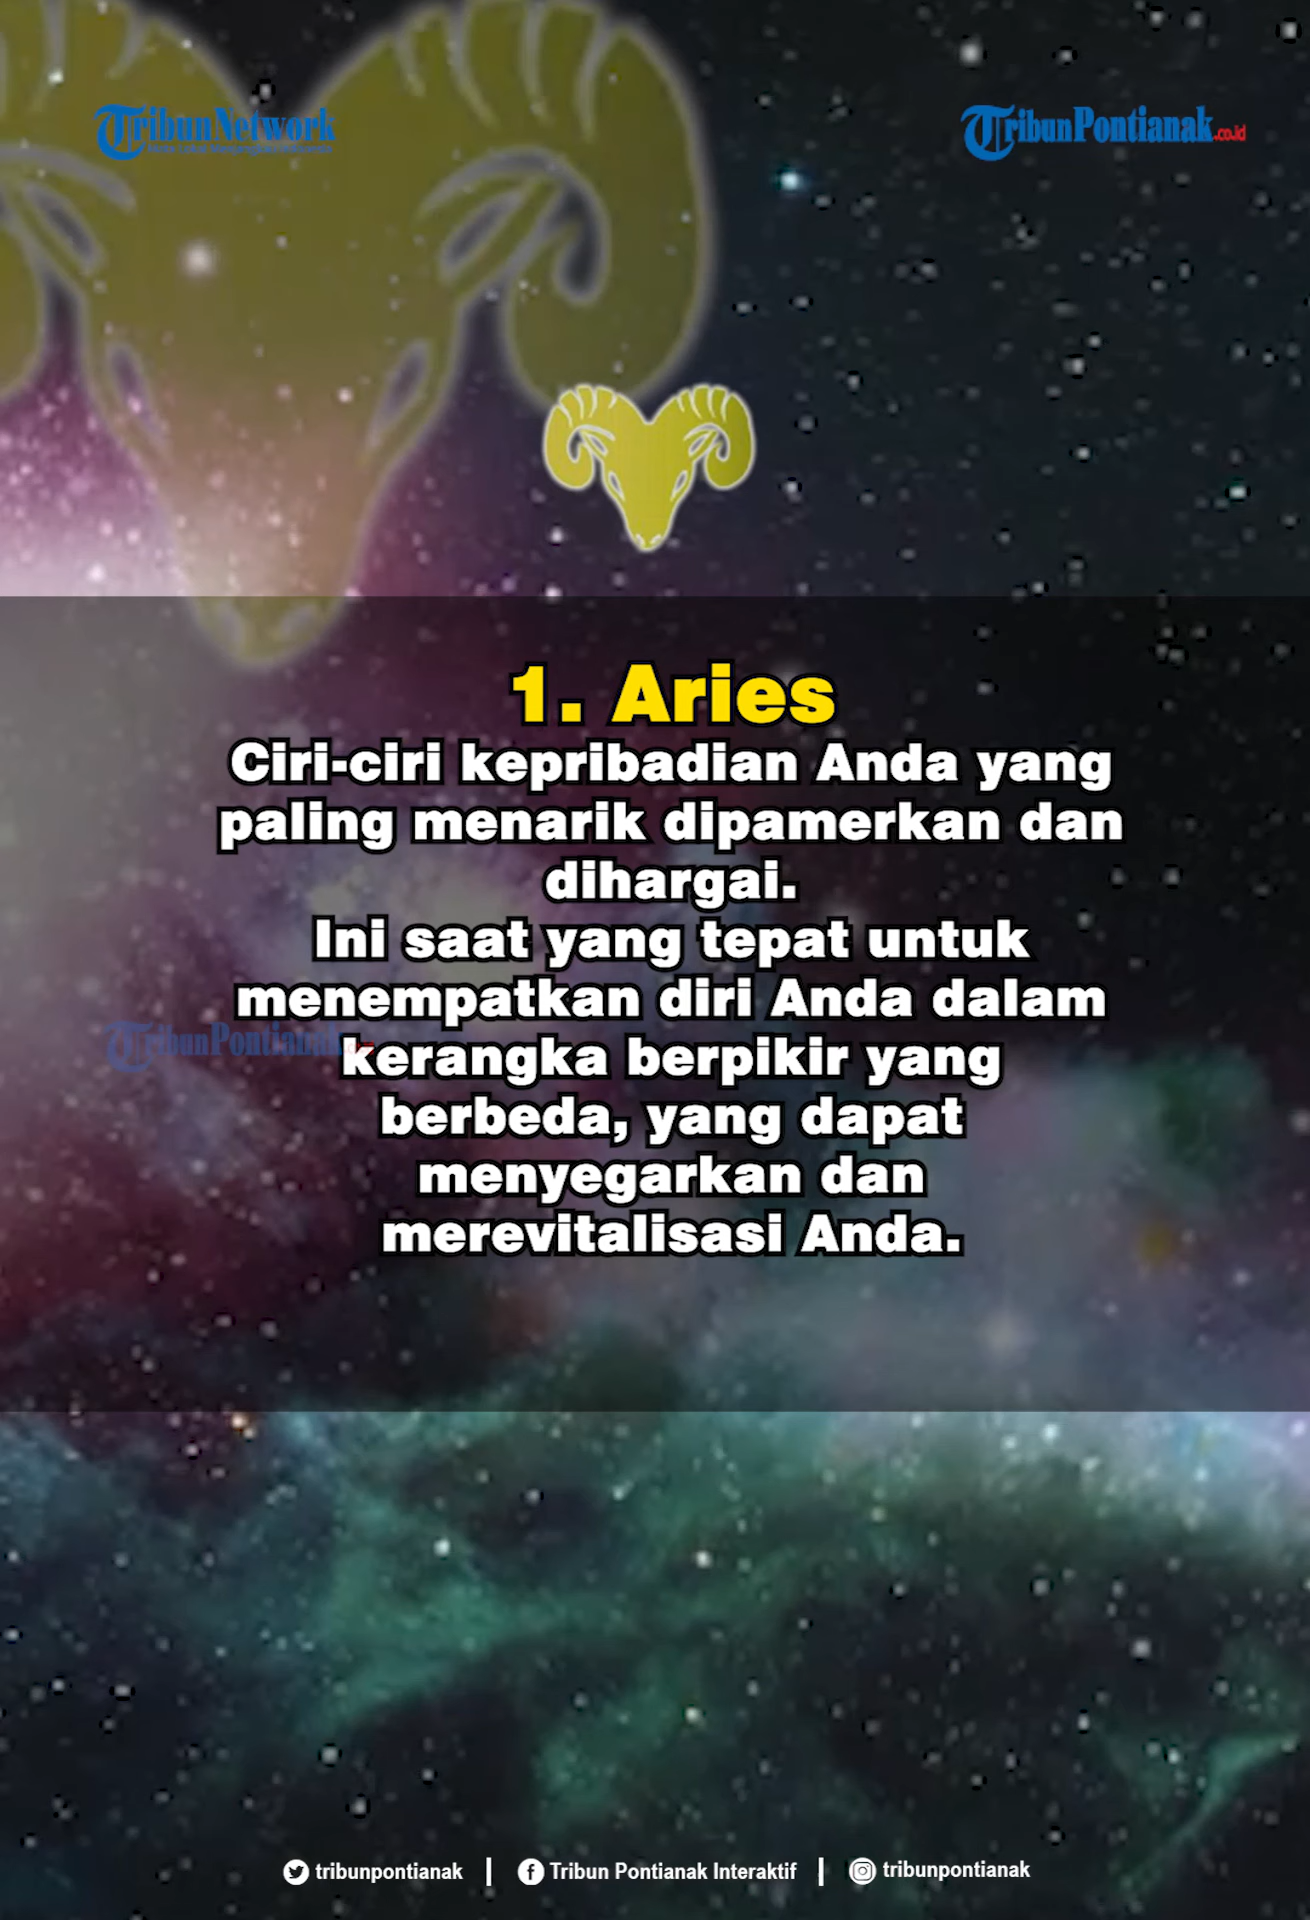 TribunNetwork
TribunPontianak.co.id
1. Aries
Ciri-ciri kepribadian Anda yang
paling menarik dipamerkan dan
dihargai.
Ini saat yang tepat untuk
menempatkan diri Anda dalam
TribunPontianak
kerangka berpikir yang
berbeda, yang dapat
menyegarkan dan
merevitalisasi Anda.
tribunpontianak | Tribun Pontianak Interaktif | tribunpontianak